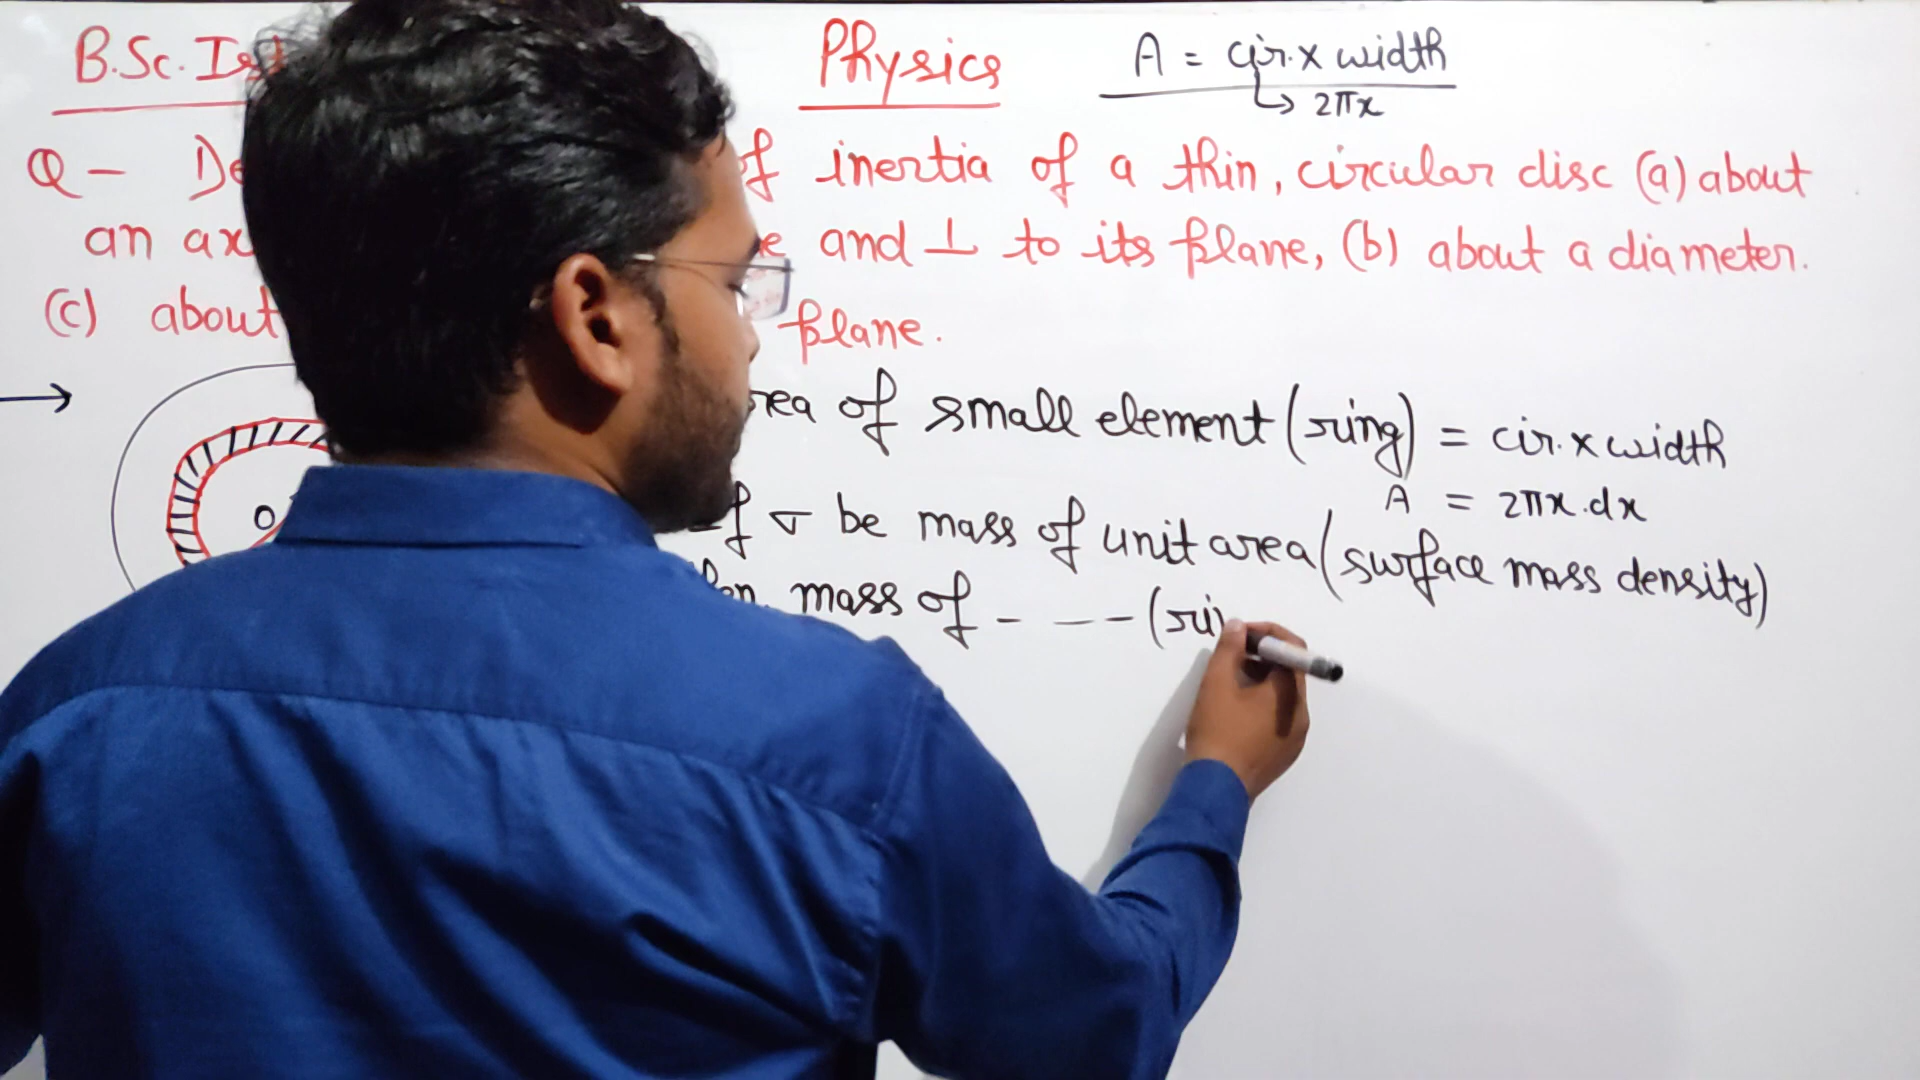 B.Sc. Ist
Physics
A = cir. x width
↳ 2πx
Q - De of inertia of a thin, circular disc (a) about
an ax and ⊥ to its plane, (b) about a diameter.
(c) about plane.
→
rea of small element (ring) = cir. x width
A = 2πx.dx
If σ be mass of unit area (surface mass density)
mass of - - - - (ri
O